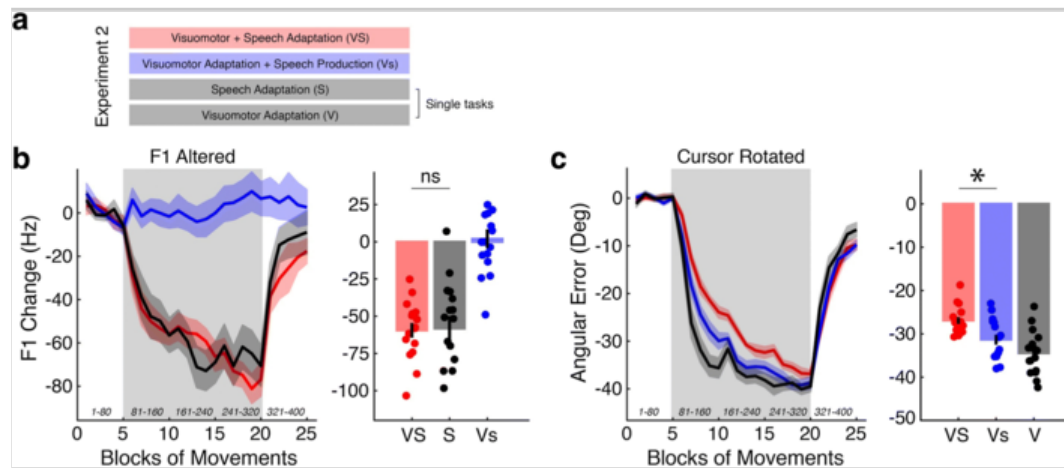 a
Experiment 2
Visuomotor + Speech Adaptation (VS)
Visuomotor Adaptation + Speech Production (Vs)
Speech Adaptation (S)
Visuomotor Adaptation (V)
Single tasks
b
F1 Altered
F1 Change (Hz)
0
-20
-40
-60
-80
1-80
81-160
161-240
241-320
321-400
0 5 10 15 20 25
Blocks of Movements
ns
25
0
-25
-50
-75
-100
VS S Vs
c
Cursor Rotated
Angular Error (Deg)
0
-10
-20
-30
-40
1-80
81-160
161-240
241-320
321-400
0 5 10 15 20 25
Blocks of Movements
*
0
-10
-20
-30
-40
-50
VS Vs V